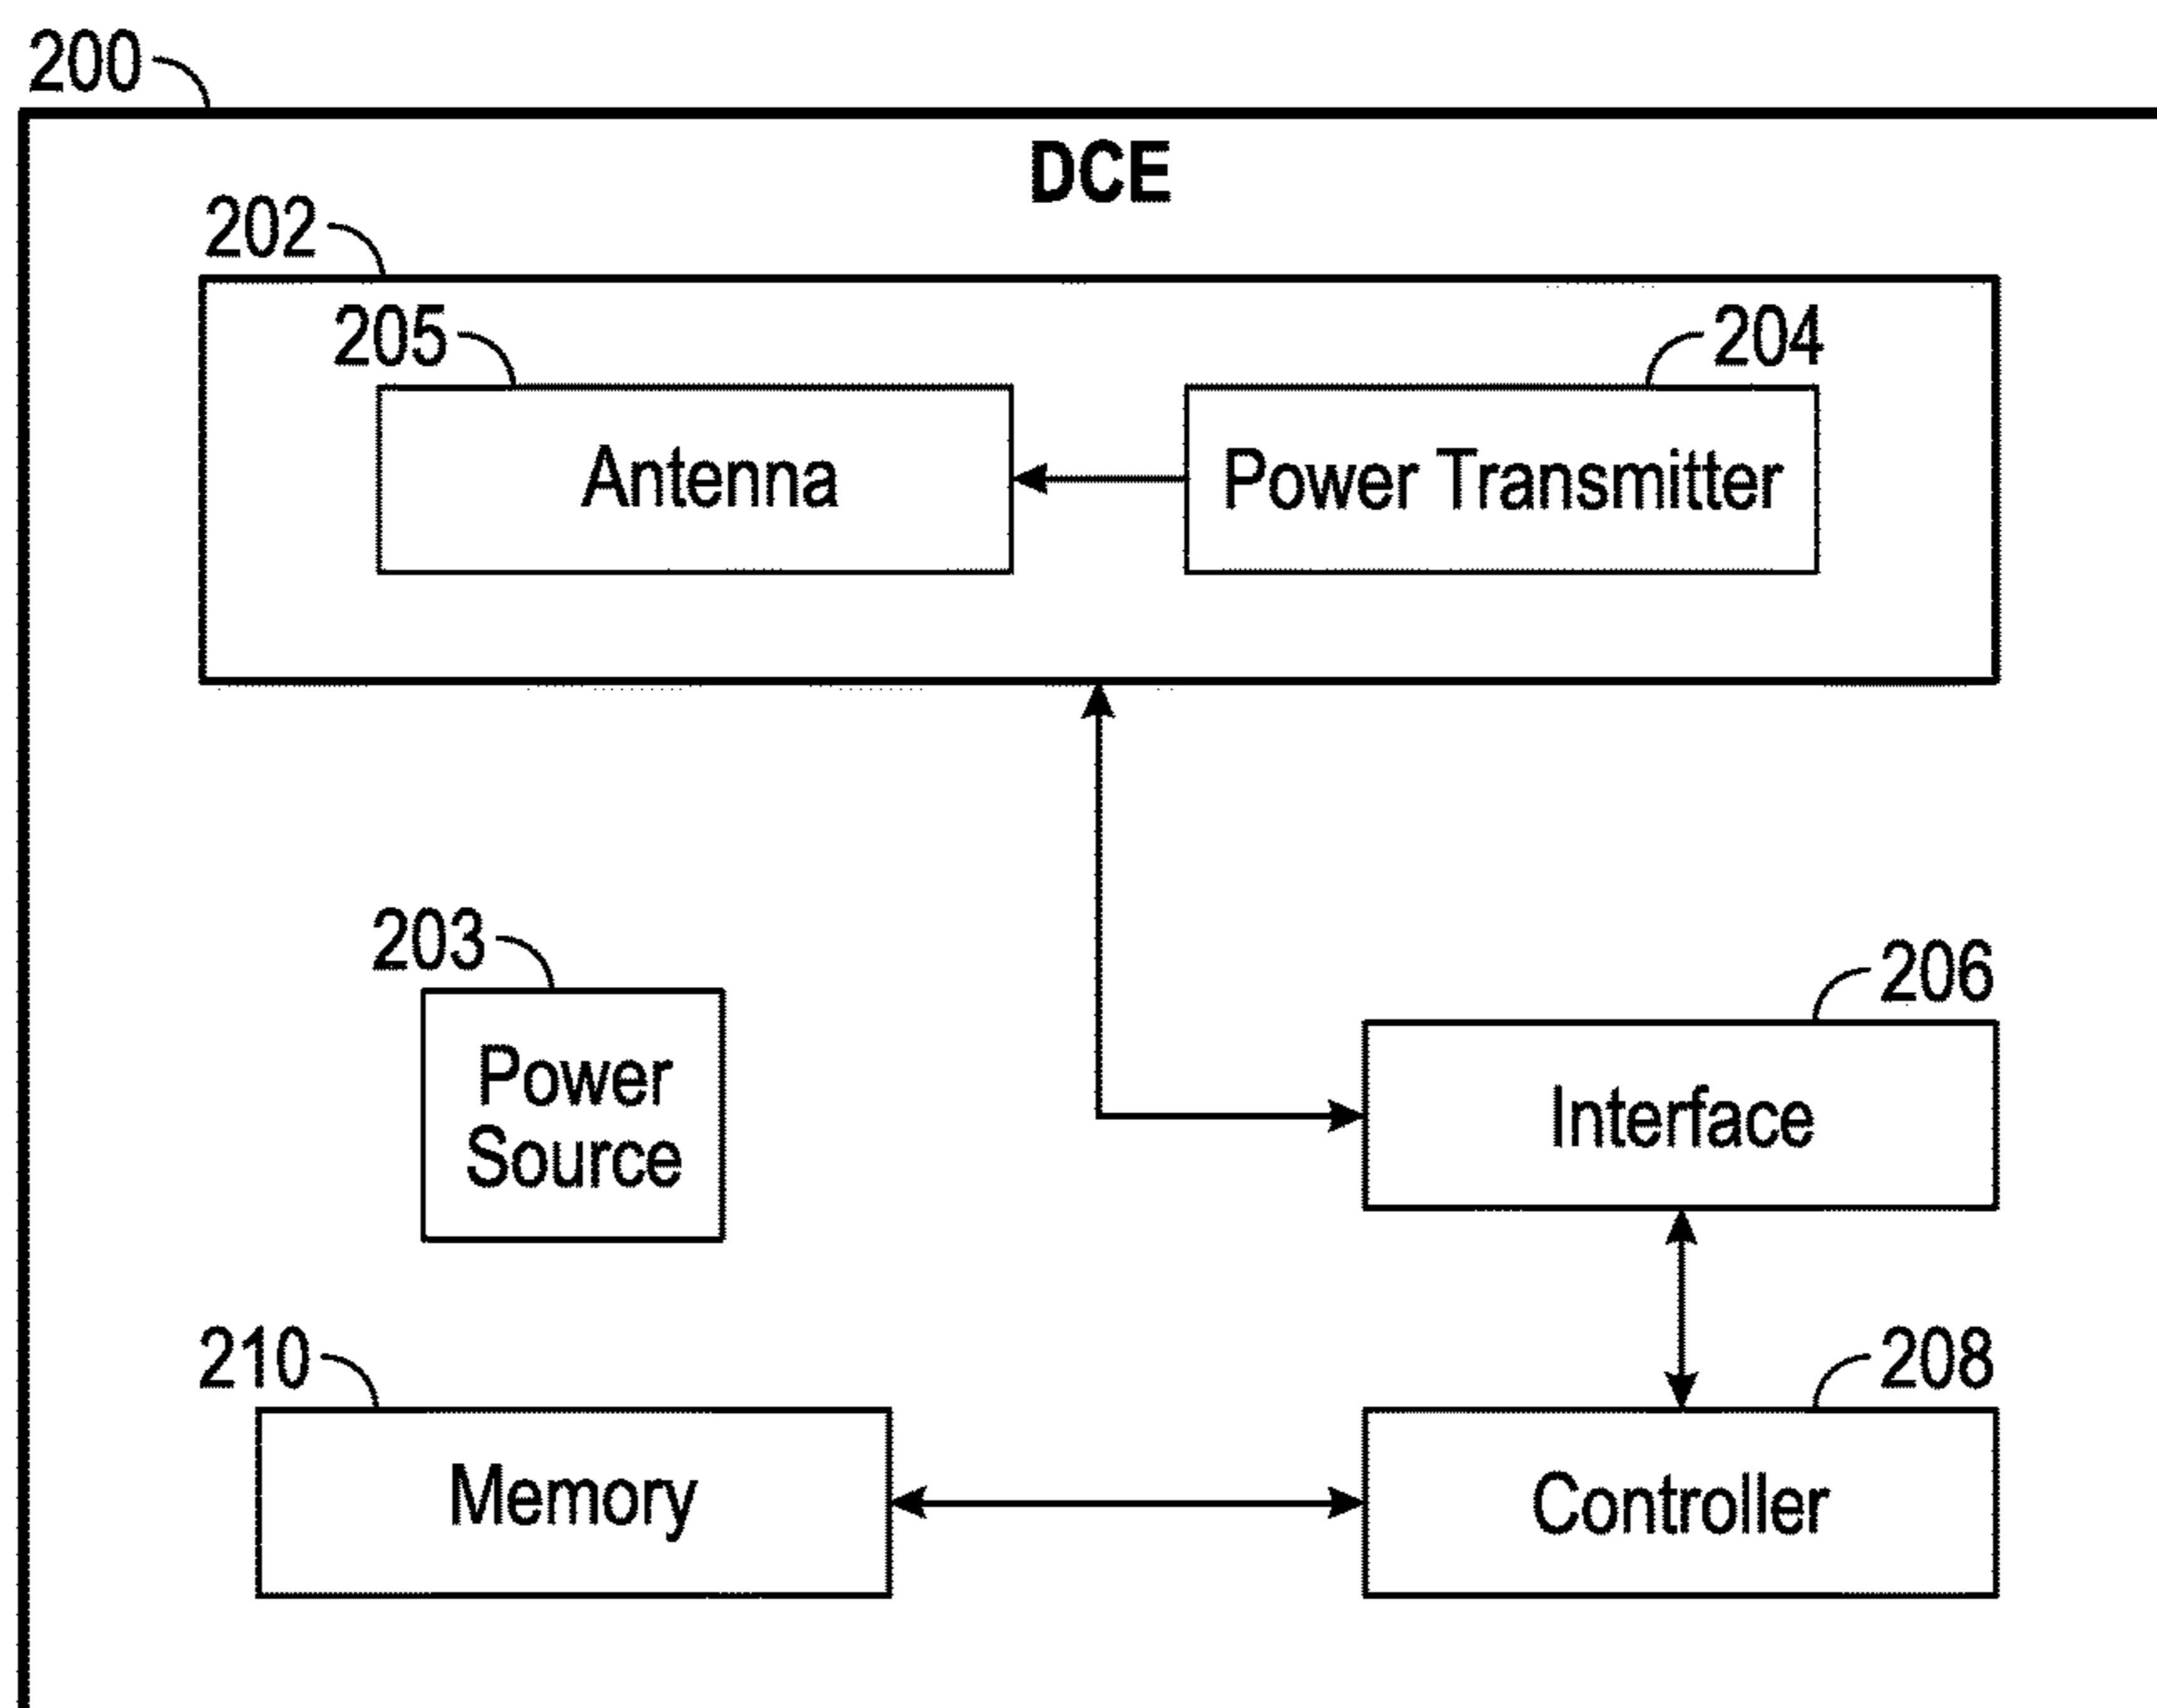 200
DCE
202
205
204
Antenna
Power Transmitter
203
206
Power
Source
Interface
210
208
Memory
Controller